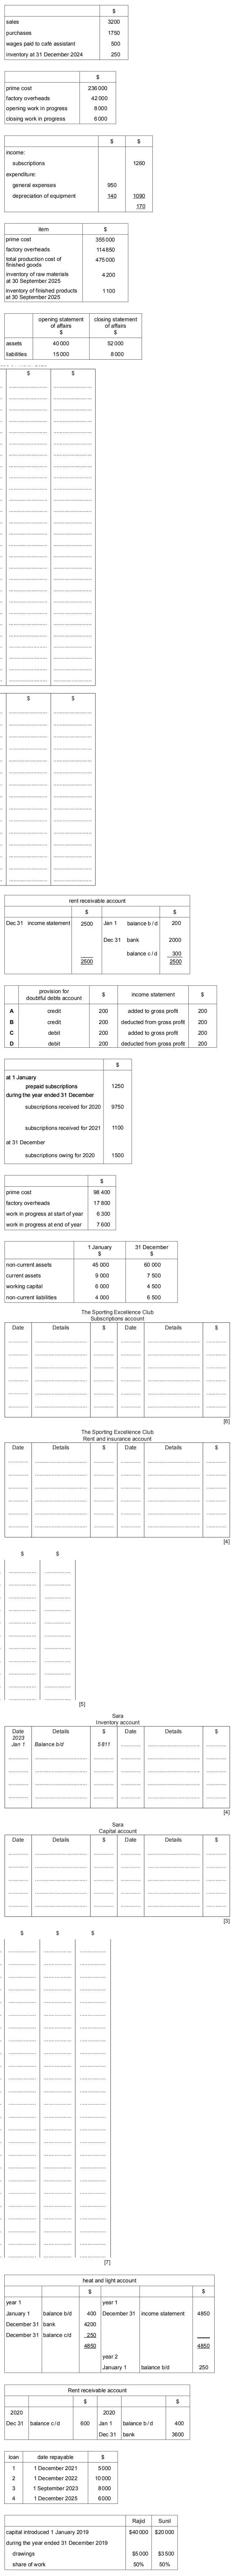 $
sales 3200
purchases 1750
wages paid to café assistant 500
inventory at 31 December 2024 250
$
prime cost 236 000
factory overheads 42 000
opening work in progress 8 000
closing work in progress 6 000
$ $
income:
subscriptions 1260
expenditure:
general expenses 950
depreciation of equipment 140 1090
170
item $
prime cost 355 000
factory overheads 114 850
total production cost of
finished goods 475 000
inventory of raw materials
at 30 September 2025 4 200
inventory of finished products
at 30 September 2025 1 100
opening statement closing statement
of affairs of affairs
$ $
assets 40 000 52 000
liabilities 15 000 8 000
$ $
$ $
rent receivable account
$ $
Dec 31 income statement 2500 Jan 1 balance b/d 200
Dec 31 bank 2000
balance c/d 300
2500 2500
provision for
doubtful debts account $ income statement $
A credit 200 added to gross profit 200
B credit 200 deducted from gross profit 200
C debit 200 added to gross profit 200
D debit 200 deducted from gross profit 200
$
at 1 January
prepaid subscriptions 1250
during the year ended 31 December
subscriptions received for 2020 9750
subscriptions received for 2021 1100
at 31 December
subscriptions owing for 2020 1500
$
prime cost 98 400
factory overheads 17 800
work in progress at start of year 6 300
work in progress at end of year 7 600
1 January 31 December
$ $
non-current assets 45 000 60 000
current assets 9 000 7 500
working capital 6 000 4 500
non-current liabilities 4 000 6 500
The Sporting Excellence Club
Subscriptions account
Date Details $ Date Details $
[6]
The Sporting Excellence Club
Rent and insurance account
Date Details $ Date Details $
[4]
$ $
[5]
Sara
Inventory account
Date Details $ Date Details $
2023
Jan 1 Balance b/d 5 811
[4]
Sara
Capital account
Date Details $ Date Details $
[3]
$ $ $
[7]
heat and light account
$ $
year 1 year 1
January 1 balance b/d 400 December 31 income statement 4850
December 31 bank 4200
December 31 balance c/d 250
4850 4850
year 2
January 1 balance b/d 250
Rent receivable account
$ $
2020 2020
Dec 31 balance c/d 600 Jan 1 balance b/d 400
Dec 31 bank 3600
loan date repayable $
1 1 December 2021 5 000
2 1 December 2022 10 000
3 1 September 2023 8 000
4 1 December 2025 6 000
Rajid Sunil
capital introduced 1 January 2019 $40 000 $20 000
during the year ended 31 December 2019
drawings $5 000 $3 500
share of work 50% 50%